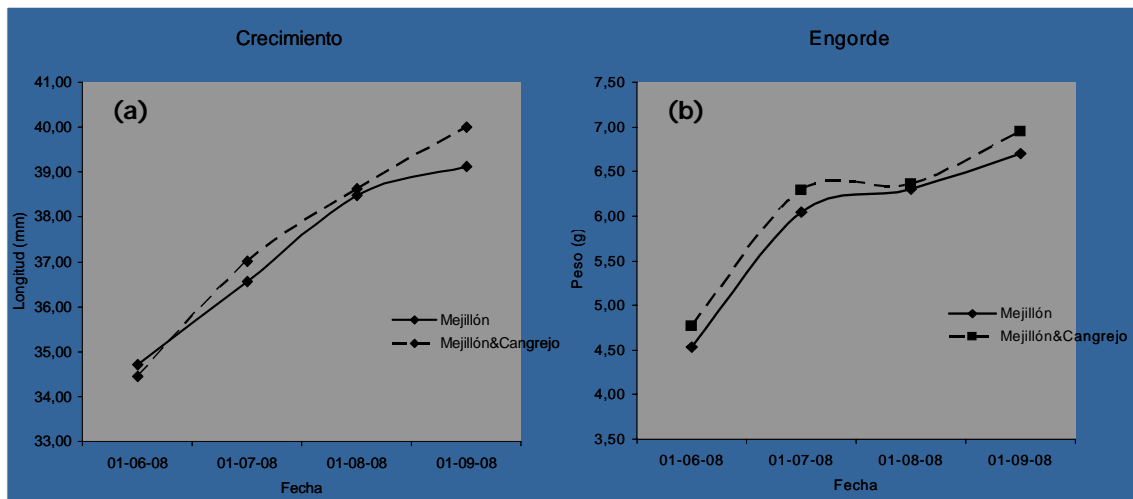 Crecimiento
(a)
41,00
40,00
39,00
38,00
37,00
36,00
35,00
34,00
33,00
Longitud (mm)
Mejillón
Mejillón&Cangrejo
01-06-08 01-07-08 01-08-08 01-09-08
Fecha
Engorde
(b)
7,50
7,00
6,50
6,00
5,50
5,00
4,50
4,00
3,50
Peso (g)
Mejillón
Mejillón&Cangrejo
01-06-08 01-07-08 01-08-08 01-09-08
Fecha